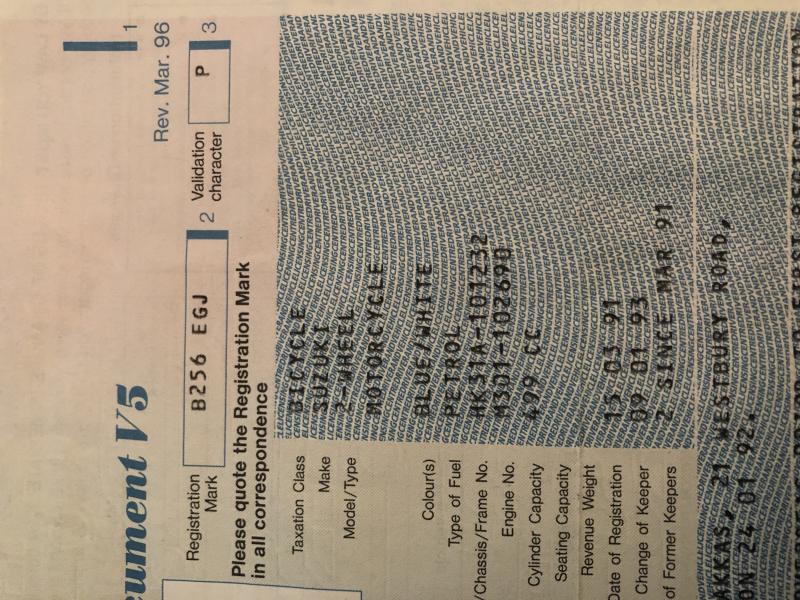 cument V5 1
Rev. Mar. 96
Registration Mark B256 EGJ 2 Validation character P 3
Please quote the Registration Mark
in all correspondence
Taxation Class BICYCLE
Make SUZUKI
Model/Type 2-WHEEL
MOTORCYCLE
Colour(s) BLUE/WHITE
Type of Fuel PETROL
/Chassis/Frame No. HK31A-101232
Engine No. M301-102690
Cylinder Capacity 499 CC
Seating Capacity
Revenue Weight
Date of Registration 15 03 91
Change of Keeper 09 01 93
of Former Keepers 2 SINCE MAR 91
AKKAS, 21 WESTBURY ROAD,
ON 24 01 92.